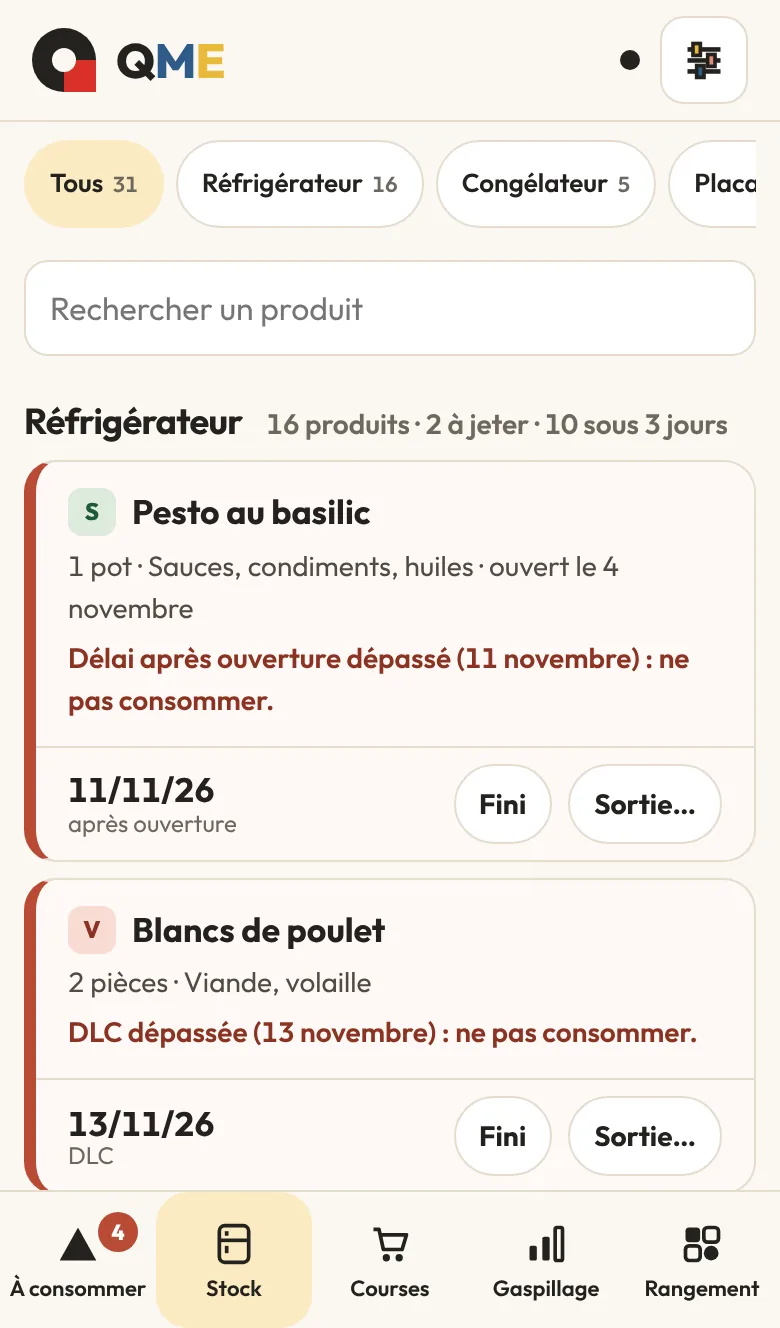 QME
Tous 31 Réfrigérateur 16 Congélateur 5 Placa
Rechercher un produit
Réfrigérateur 16 produits · 2 à jeter · 10 sous 3 jours
S Pesto au basilic
1 pot · Sauces, condiments, huiles · ouvert le 4
novembre
Délai après ouverture dépassé (11 novembre) : ne
pas consommer.
11/11/26
après ouverture
Fini Sortie...
V Blancs de poulet
2 pièces · Viande, volaille
DLC dépassée (13 novembre) : ne pas consommer.
13/11/26
DLC
Fini Sortie...
4
À consommer Stock Courses Gaspillage Rangement